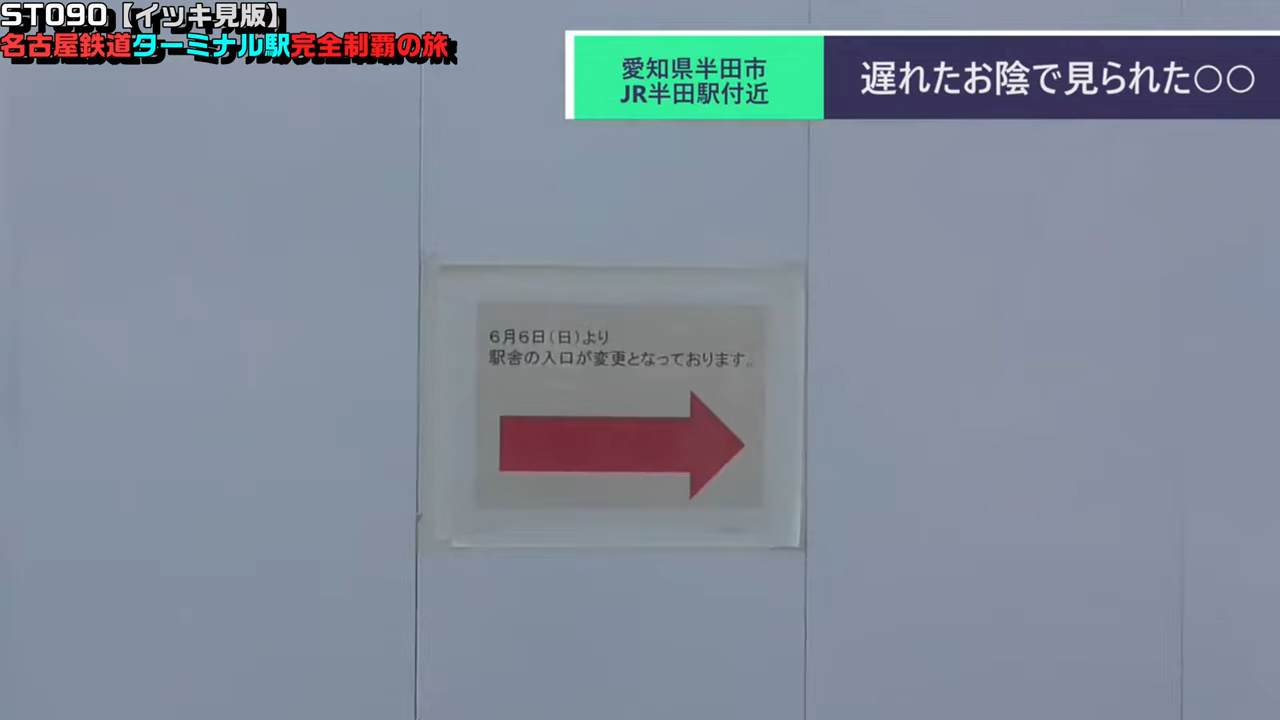 ST090【イッキ見版】
名古屋鉄道ターミナル駅完全制覇の旅
愛知県半田市
JR半田駅付近
遅れたお陰で見られた○○
6月6日(日)より
駅舎の入口が変更となっております。